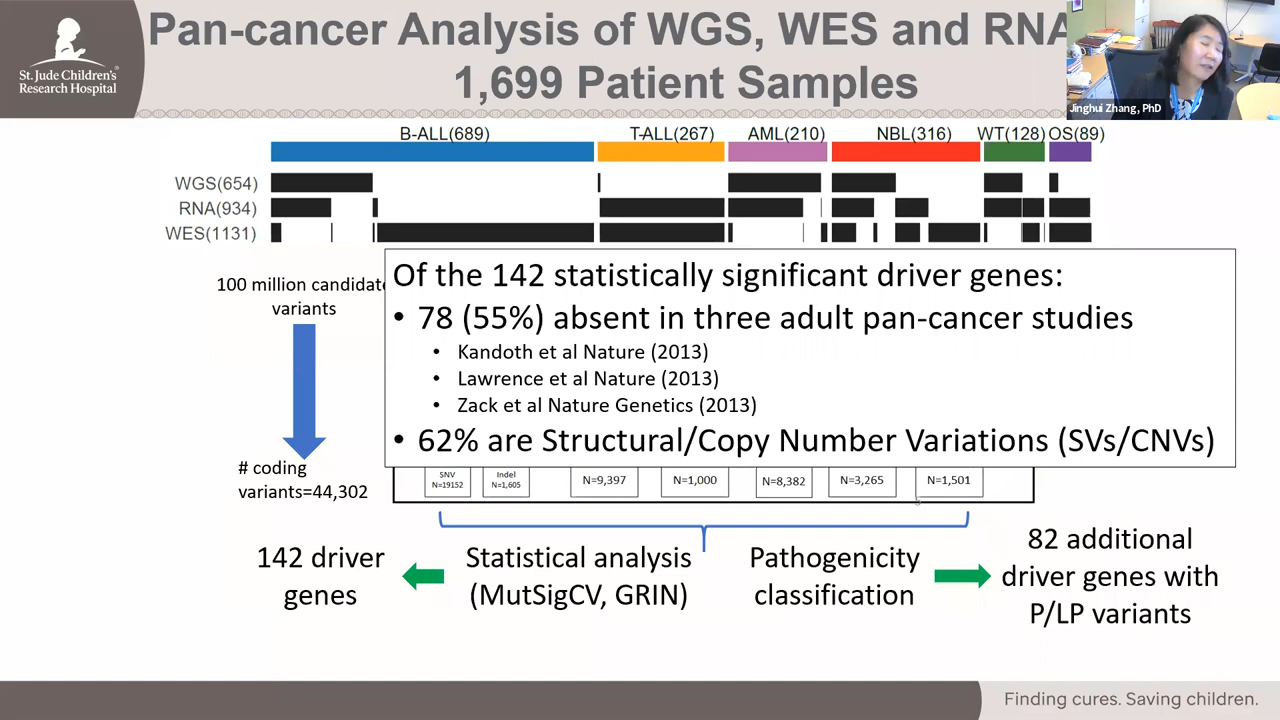 Pan-cancer Analysis of WGS, WES and RNA
1,699 Patient Samples
St. Jude Children's
Research Hospital
Jinghui Zhang, PhD
B-ALL(689) T-ALL(267) AML(210) NBL(316) WT(128) OS(89)
WGS(654)
RNA(934)
WES(1131)
100 million candidate
variants
Of the 142 statistically significant driver genes:
• 78 (55%) absent in three adult pan-cancer studies
• Kandoth et al Nature (2013)
• Lawrence et al Nature (2013)
• Zack et al Nature Genetics (2013)
• 62% are Structural/Copy Number Variations (SVs/CNVs)
# coding
variants=44,302
SNV
N=19152
Indel
N=1,605
N=9,397
N=1,000
N=8,382
N=3,265
N=1,501
142 driver
genes
Statistical analysis
(MutSigCV, GRIN)
Pathogenicity
classification
82 additional
driver genes with
P/LP variants
Finding cures. Saving children.